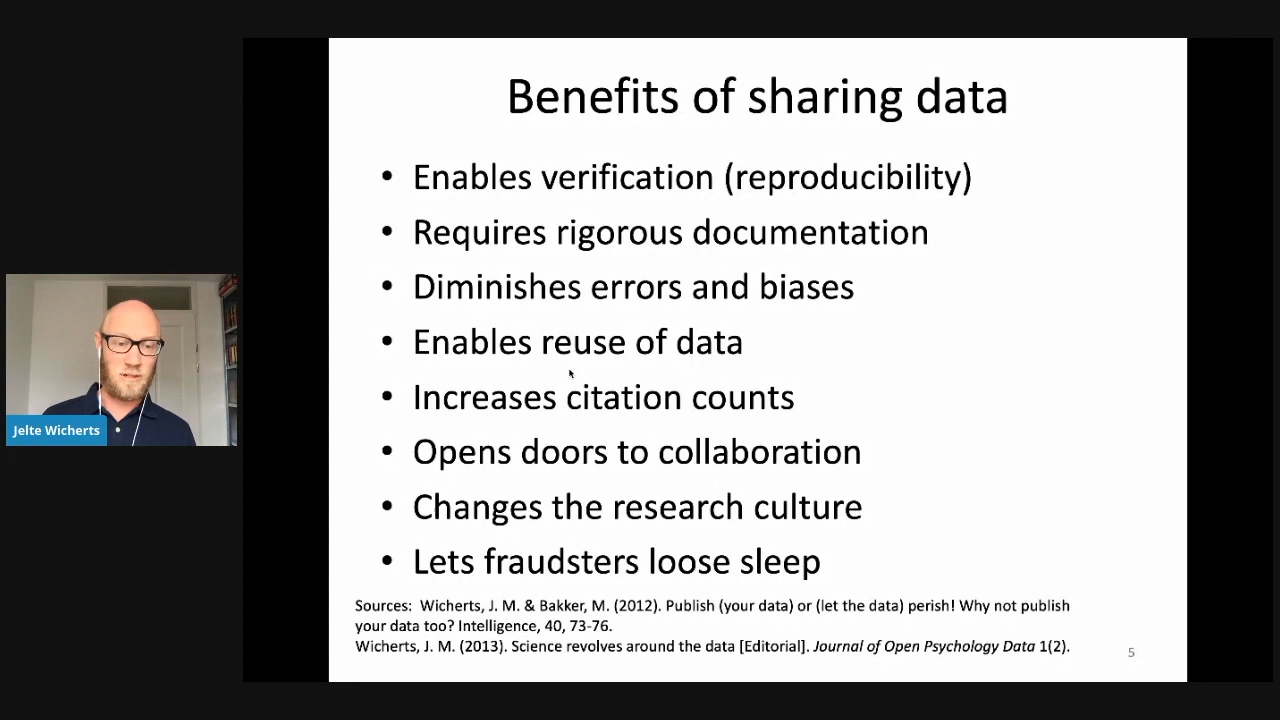 Benefits of sharing data
• Enables verification (reproducibility)
• Requires rigorous documentation
• Diminishes errors and biases
• Enables reuse of data
• Increases citation counts
• Opens doors to collaboration
• Changes the research culture
• Lets fraudsters loose sleep
Jelte Wicherts
Sources: Wicherts, J. M. & Bakker, M. (2012). Publish (your data) or (let the data) perish! Why not publish
your data too? Intelligence, 40, 73-76.
Wicherts, J. M. (2013). Science revolves around the data [Editorial]. Journal of Open Psychology Data 1(2).
5